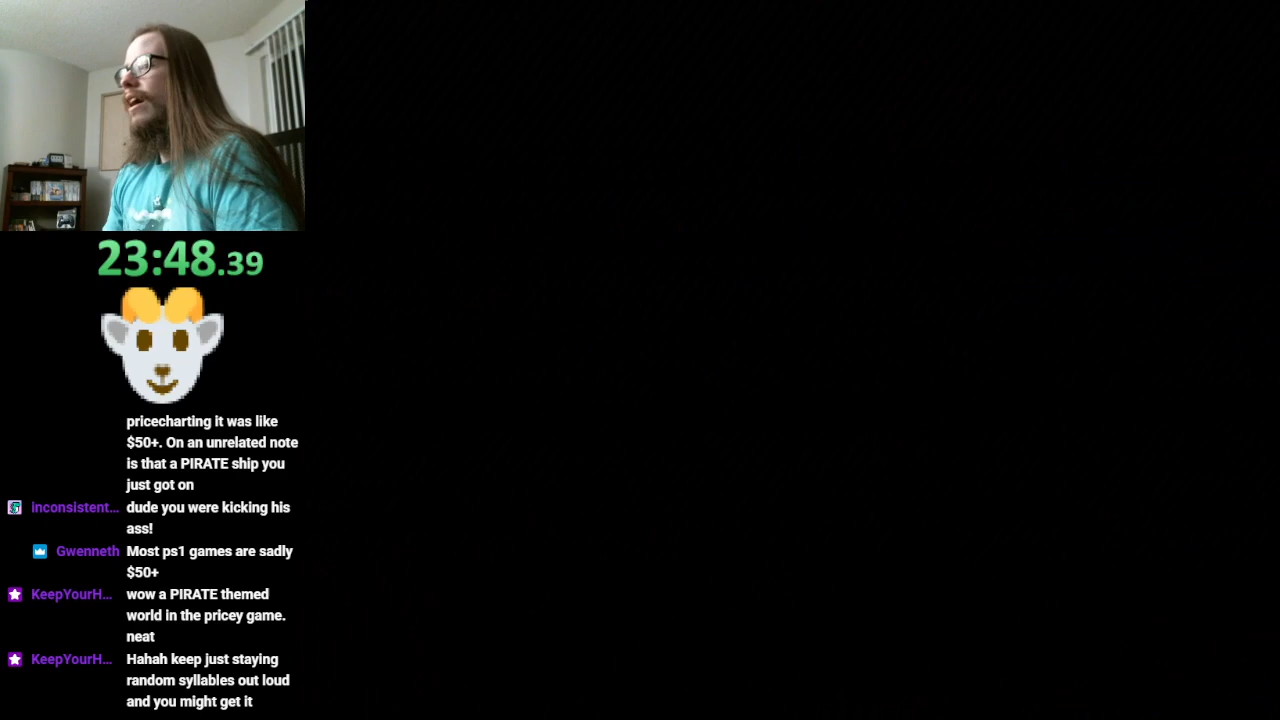 23:48.39
pricecharting it was like
$50+. On an unrelated note
is that a PIRATE ship you
just got on
inconsistent… dude you were kicking his
ass!
Gwenneth Most ps1 games are sadly
$50+
KeepYourH… wow a PIRATE themed
world in the pricey game.
neat
KeepYourH… Hahah keep just staying
random syllables out loud
and you might get it